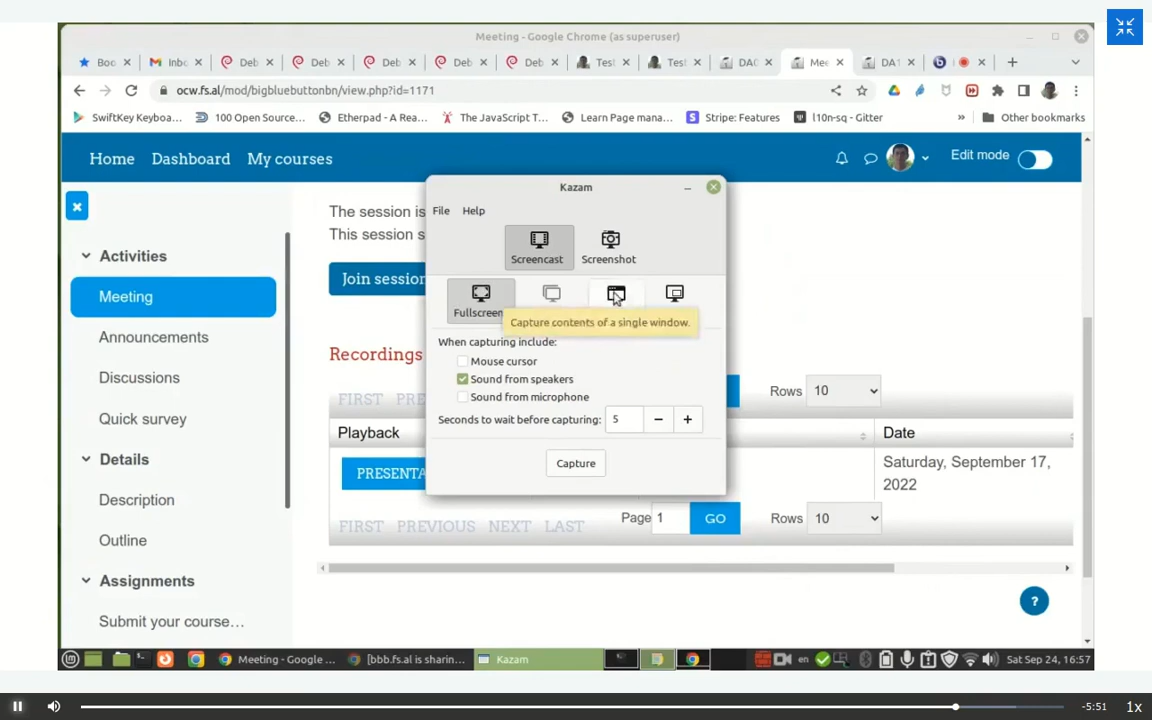 Meeting - Google Chrome (as superuser)
Boo
Inbo
Deb
Deb
Deb
Deb
Deb
Test
Test
Mee
DA1
ocw.fs.al/mod/bigbluebuttonbn/view.php?id=1171
SwiftKey Keyboa...
100 Open Source...
Etherpad - A Rea...
The JavaScript T...
Learn Page mana...
Stripe: Features
l10n-sq - Gitter
»
Other bookmarks
Home
Dashboard
My courses
Edit mode
Activities
Meeting
Announcements
Discussions
Quick survey
Details
Description
Outline
Assignments
Submit your course...
The session is
This session s
Join session
Recordings
FIRST PRE
Rows 10
Playback
Date
PRESENTA
Saturday, September 17,
2022
FIRST PREVIOUS NEXT LAST
Page 1
GO
Rows 10
?
Kazam
File
Help
Screencast
Screenshot
Fullscreen
Capture contents of a single window.
When capturing include:
Mouse cursor
Sound from speakers
Sound from microphone
Seconds to wait before capturing: 5 − +
Capture
Meeting - Google ...
[bbb.fs.al is sharin...
Kazam
en
Sat Sep 24, 16:57
-5:51
1x